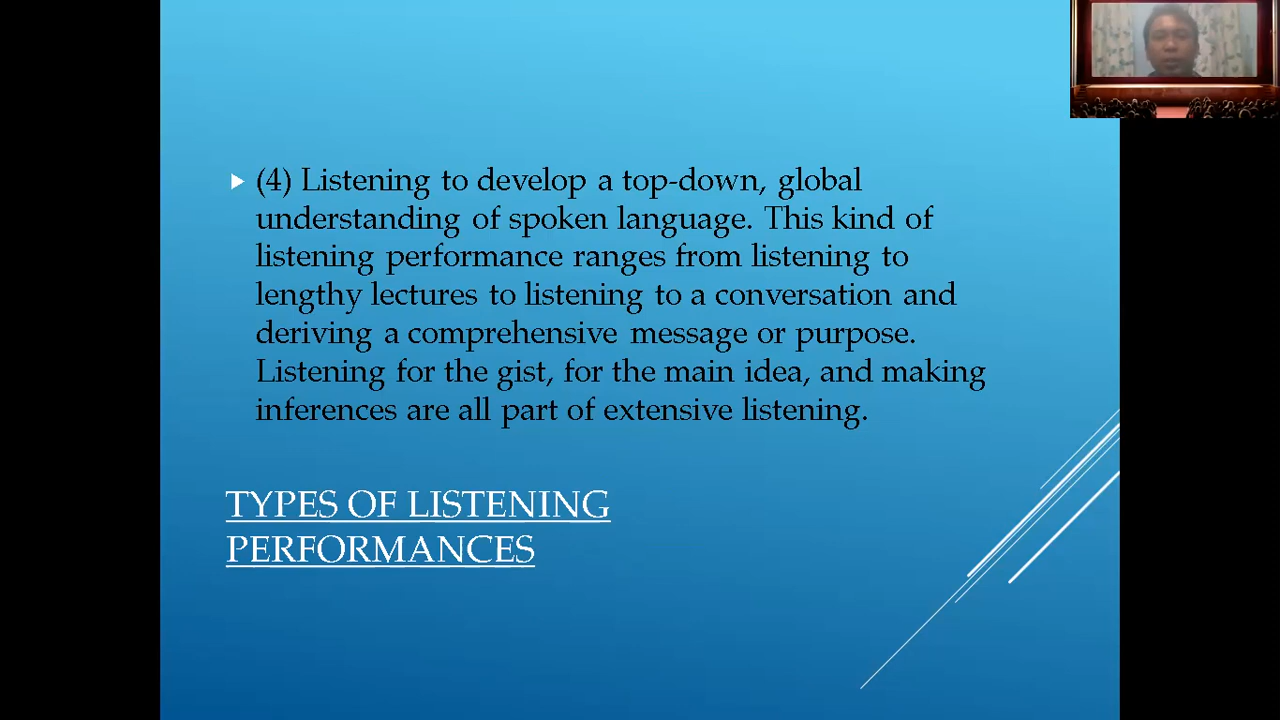 (4) Listening to develop a top-down, global
understanding of spoken language. This kind of
listening performance ranges from listening to
lengthy lectures to listening to a conversation and
deriving a comprehensive message or purpose.
Listening for the gist, for the main idea, and making
inferences are all part of extensive listening.
TYPES OF LISTENING
PERFORMANCES